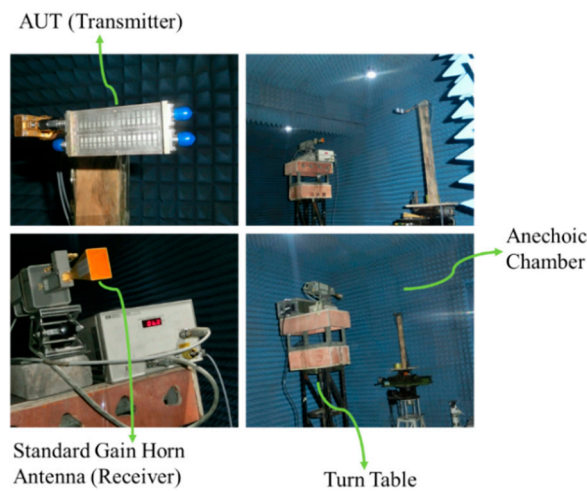 AUT (Transmitter)
Anechoic
Chamber
Standard Gain Horn
Antenna (Receiver)
Turn Table